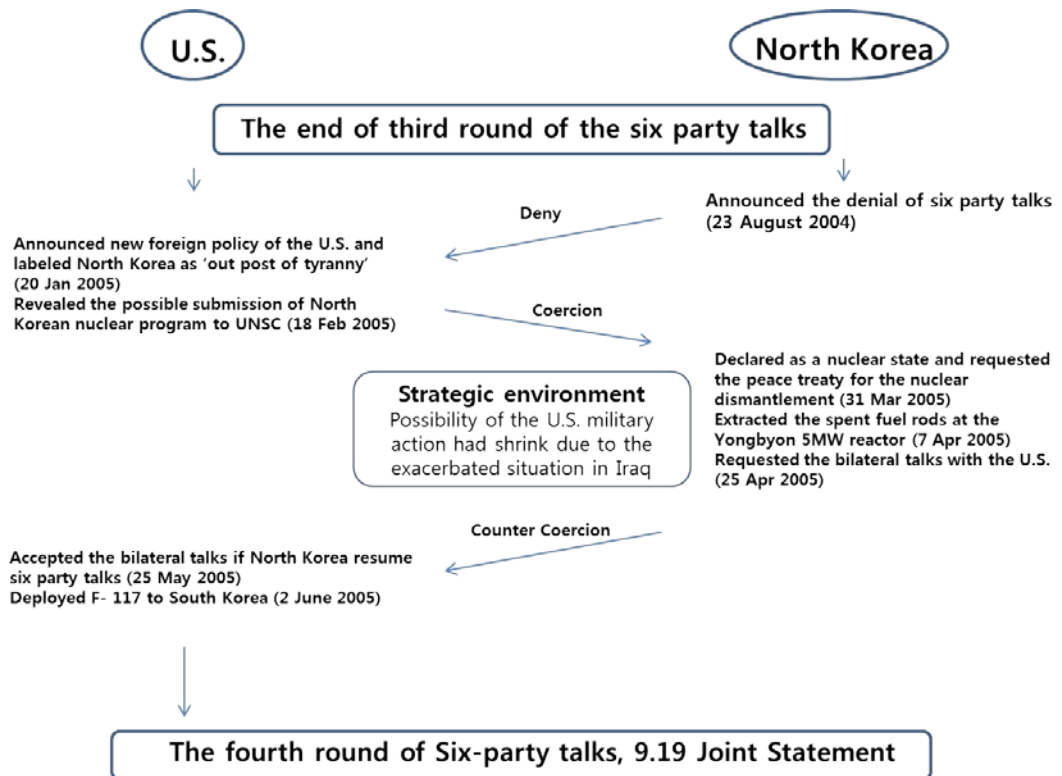 U.S.
North Korea
The end of third round of the six party talks
Announced the denial of six party talks
(23 August 2004)
Deny
Announced new foreign policy of the U.S. and
labeled North Korea as ‘out post of tyranny’
(20 Jan 2005)
Revealed the possible submission of North
Korean nuclear program to UNSC (18 Feb 2005)
Coercion
Declared as a nuclear state and requested
the peace treaty for the nuclear
dismantlement (31 Mar 2005)
Extracted the spent fuel rods at the
Yongbyon 5MW reactor (7 Apr 2005)
Requested the bilateral talks with the U.S.
(25 Apr 2005)
Strategic environment
Possibility of the U.S. military
action had shrink due to the
exacerbated situation in Iraq
Counter Coercion
Accepted the bilateral talks if North Korea resume
six party talks (25 May 2005)
Deployed F- 117 to South Korea (2 June 2005)
The fourth round of Six-party talks, 9.19 Joint Statement